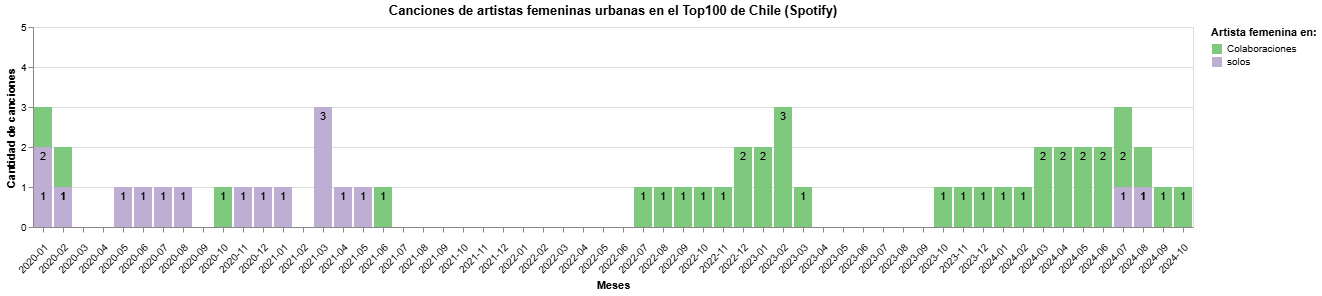 Canciones de artistas femeninas urbanas en el Top100 de Chile (Spotify)
Artista femenina en:
Colaboraciones
solos
Cantidad de canciones
5
4
3
2
1
0
3 3
2 2 2 2 2 2 2 2
1 1 1 1 1 1 1 1 1 1 1 1 1 1 1 1 1 1 1 1 1 1 1 1 1 1 1 1
2020-01 2020-02 2020-03 2020-04 2020-05 2020-06 2020-07 2020-08 2020-09 2020-10 2020-11 2020-12 2021-01 2021-02 2021-03 2021-04 2021-05 2021-06 2021-07 2021-08 2021-09 2021-10 2021-11 2021-12 2022-01 2022-02 2022-03 2022-04 2022-05 2022-06 2022-07 2022-08 2022-09 2022-10 2022-11 2022-12 2023-01 2023-02 2023-03 2023-04 2023-05 2023-06 2023-07 2023-08 2023-09 2023-10 2023-11 2023-12 2024-01 2024-02 2024-03 2024-04 2024-05 2024-06 2024-07 2024-08 2024-09 2024-10
Meses